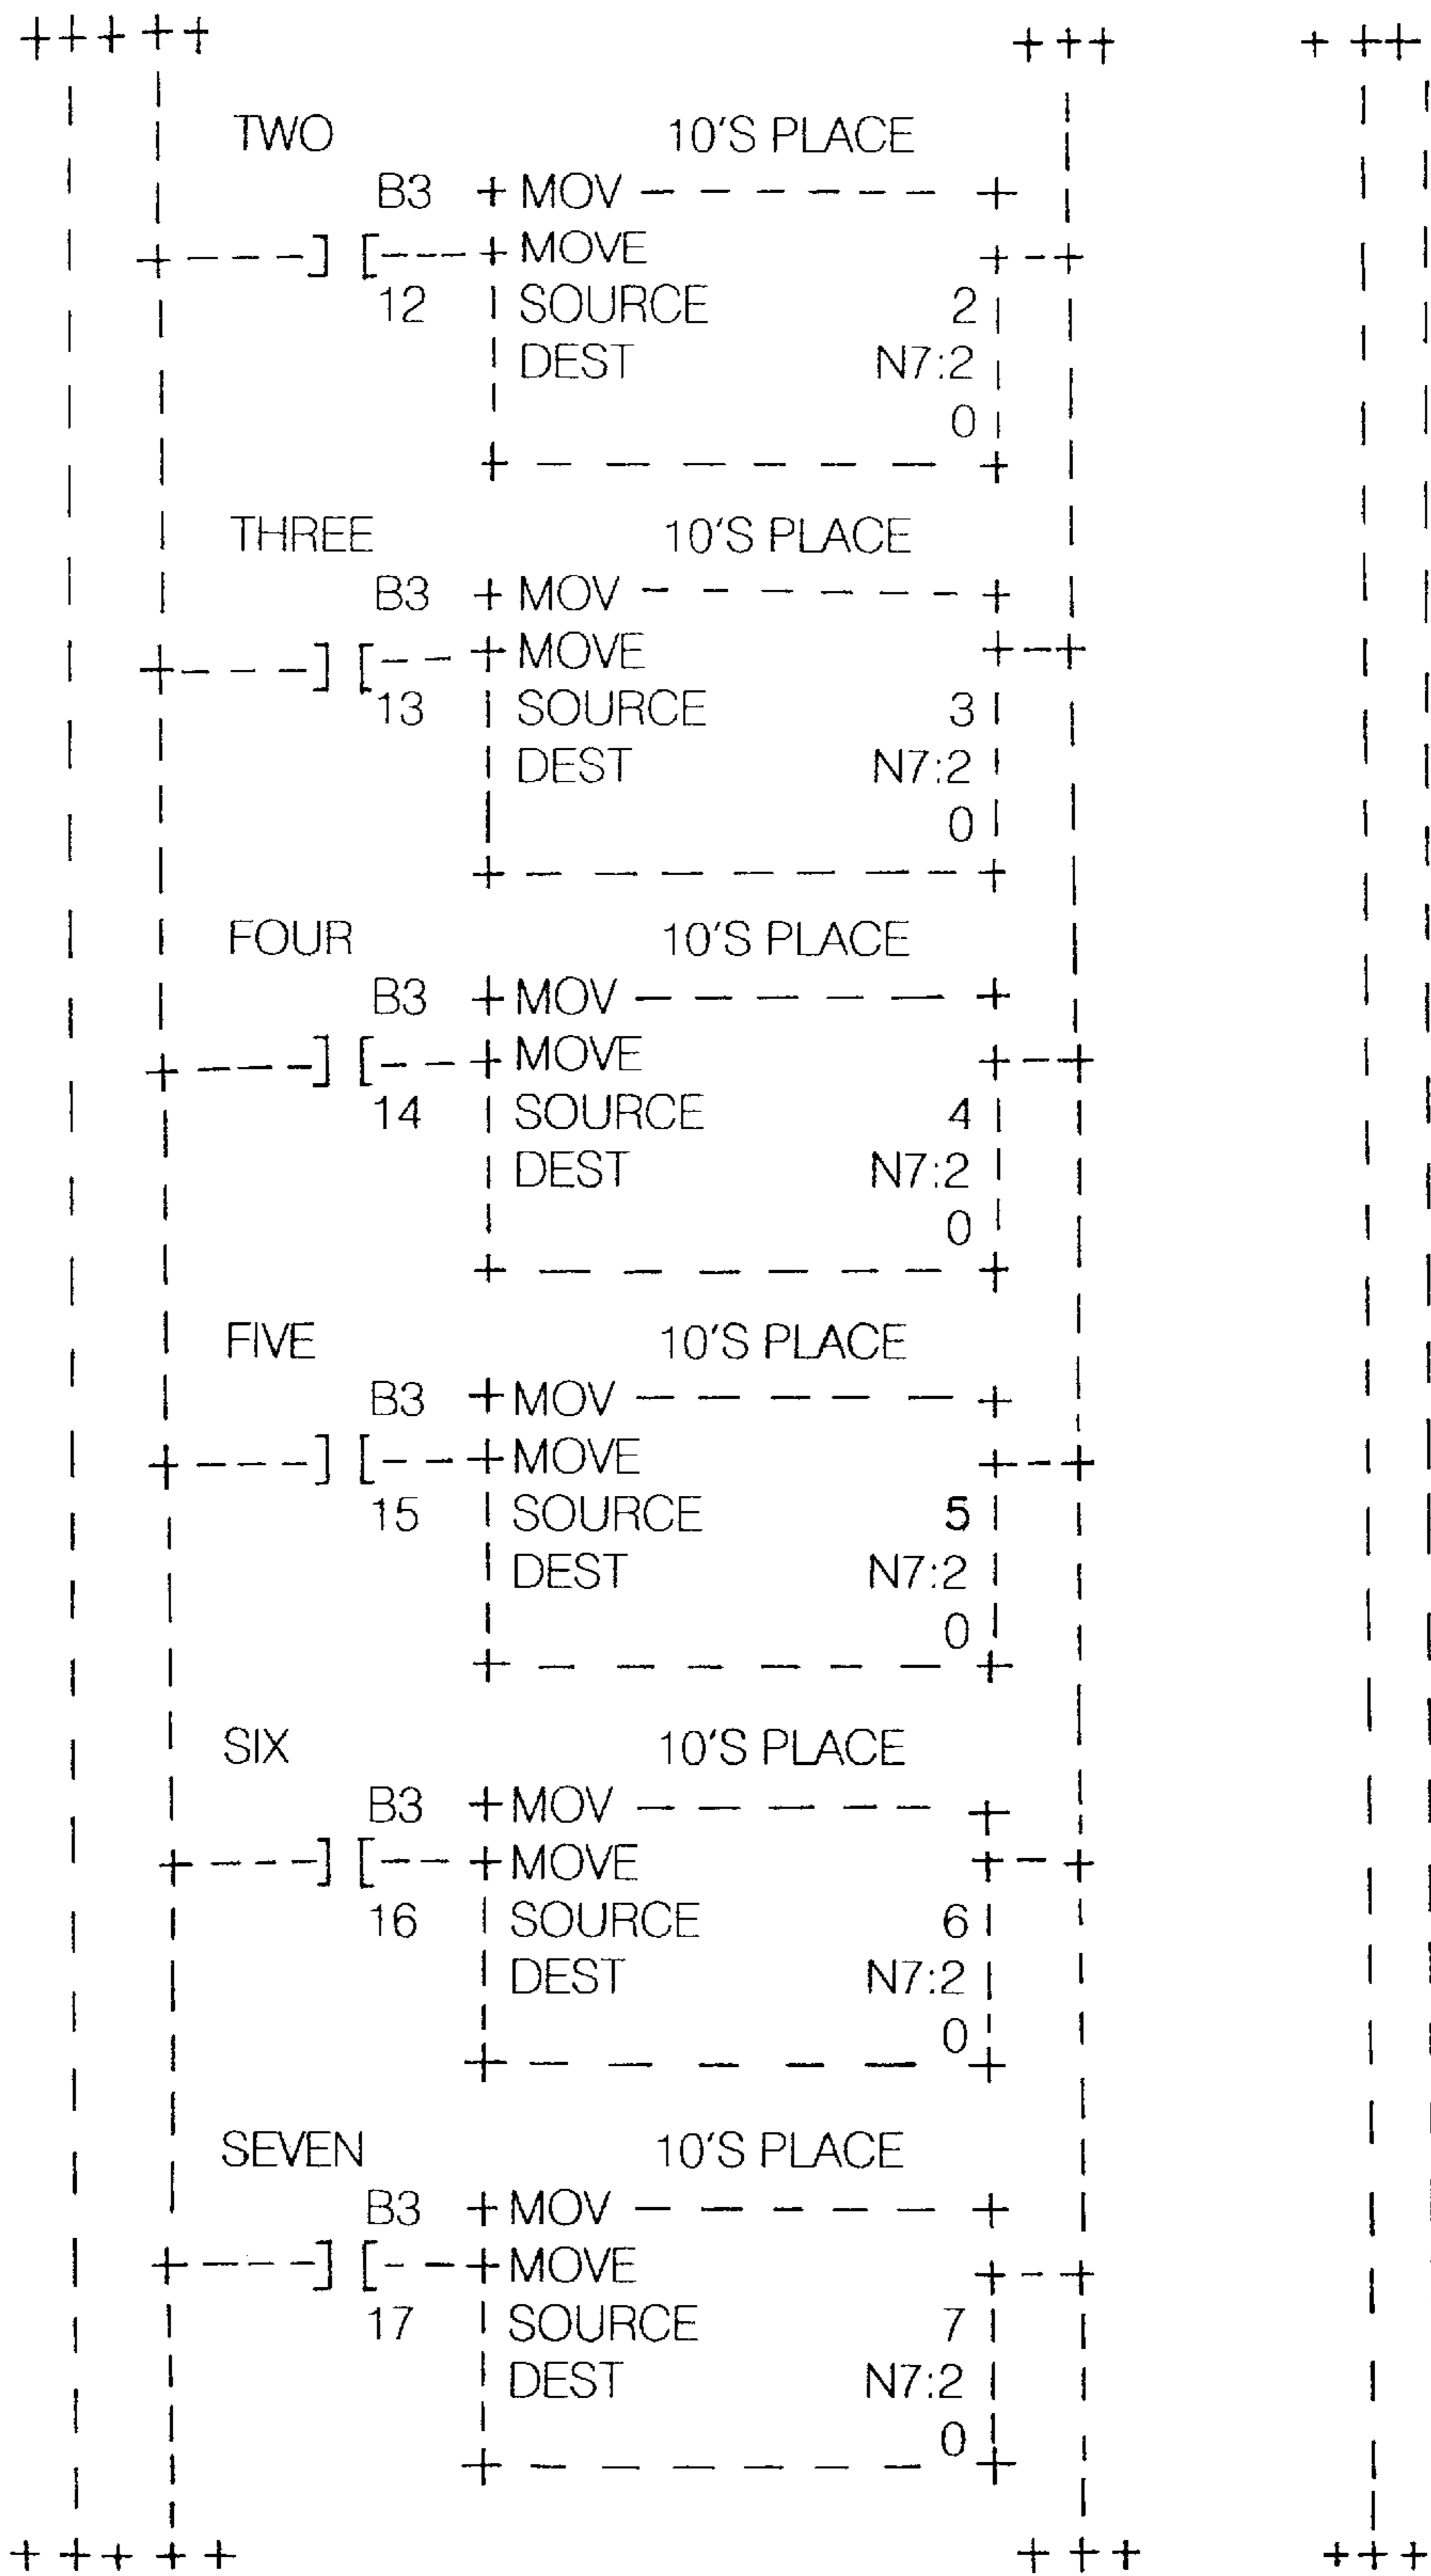 TWO 10'S PLACE
B3 MOV
] [ MOVE
12 SOURCE 2
DEST N7:2
0
THREE 10'S PLACE
B3 MOV
] [ MOVE
13 SOURCE 3
DEST N7:2
0
FOUR 10'S PLACE
B3 MOV
] [ MOVE
14 SOURCE 4
DEST N7:2
0
FIVE 10'S PLACE
B3 MOV
] [ MOVE
15 SOURCE 5
DEST N7:2
0
SIX 10'S PLACE
B3 MOV
] [ MOVE
16 SOURCE 6
DEST N7:2
0
SEVEN 10'S PLACE
B3 MOV
] [ MOVE
17 SOURCE 7
DEST N7:2
0